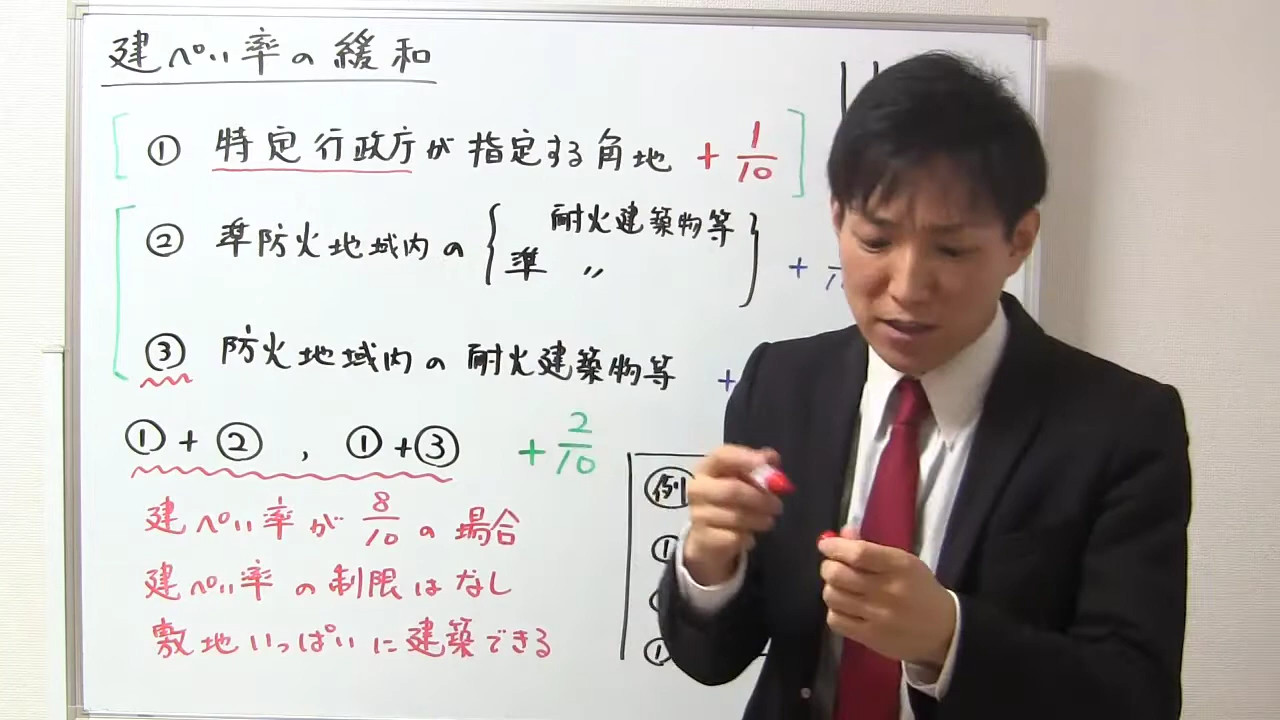 建ぺい率の緩和
① 特定行政庁が指定する角地 + 1/10
② 準防火地域内の { 耐火建築物等
準 〃 } +
③ 防火地域内の耐火建築物等 +
①+②, ①+③ + 2/10
建ぺい率が 8/10 の場合
建ぺい率の制限はなし
敷地いっぱいに建築できる
例
①
①